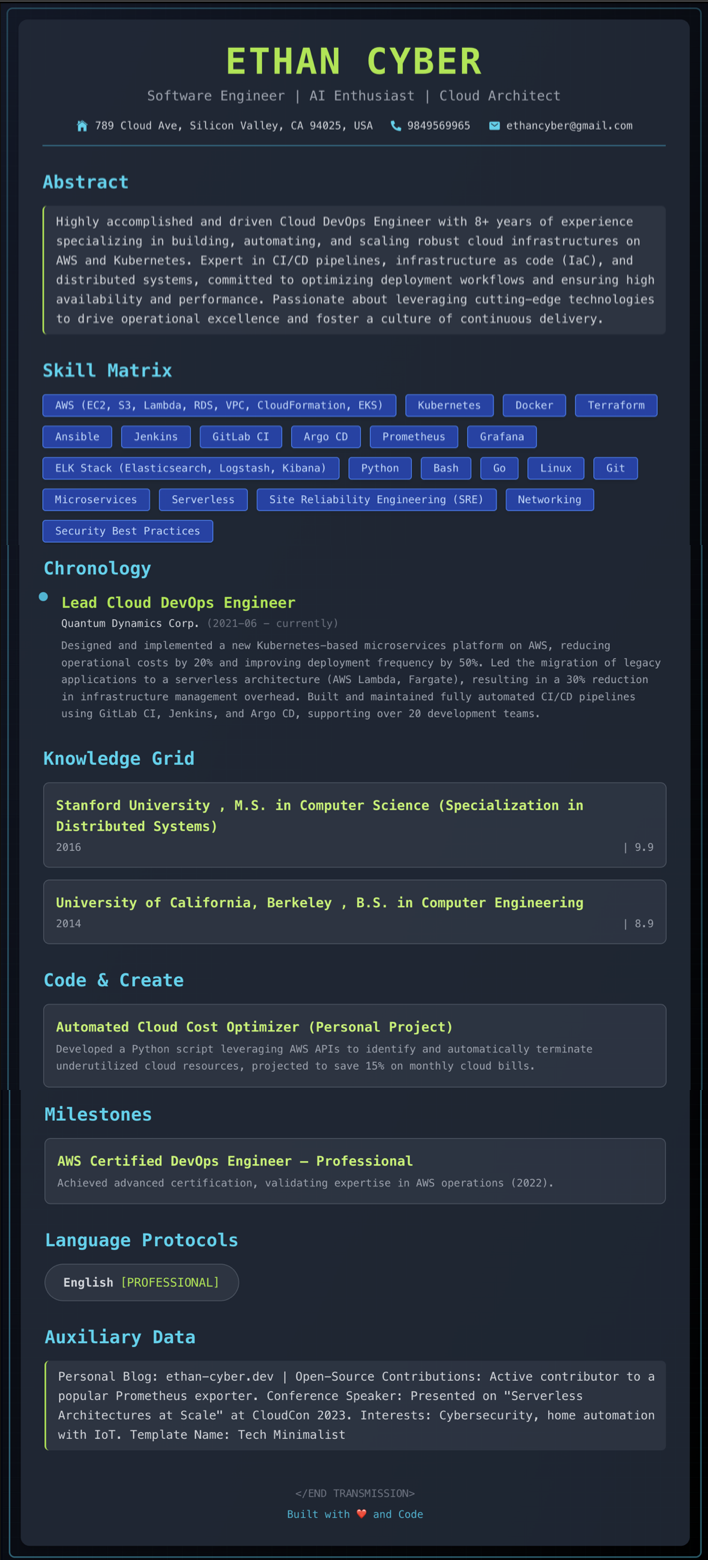 ETHAN CYBER
Software Engineer | AI Enthusiast | Cloud Architect
789 Cloud Ave, Silicon Valley, CA 94025, USA 9849569965 ethancyber@gmail.com
Abstract
Highly accomplished and driven Cloud DevOps Engineer with 8+ years of experience
specializing in building, automating, and scaling robust cloud infrastructures on
AWS and Kubernetes. Expert in CI/CD pipelines, infrastructure as code (IaC), and
distributed systems, committed to optimizing deployment workflows and ensuring high
availability and performance. Passionate about leveraging cutting-edge technologies
to drive operational excellence and foster a culture of continuous delivery.
Skill Matrix
AWS (EC2, S3, Lambda, RDS, VPC, CloudFormation, EKS) Kubernetes Docker Terraform
Ansible Jenkins GitLab CI Argo CD Prometheus Grafana
ELK Stack (Elasticsearch, Logstash, Kibana) Python Bash Go Linux Git
Microservices Serverless Site Reliability Engineering (SRE) Networking
Security Best Practices
Chronology
Lead Cloud DevOps Engineer
Quantum Dynamics Corp. (2021-06 - currently)
Designed and implemented a new Kubernetes-based microservices platform on AWS, reducing
operational costs by 20% and improving deployment frequency by 50%. Led the migration of legacy
applications to a serverless architecture (AWS Lambda, Fargate), resulting in a 30% reduction
in infrastructure management overhead. Built and maintained fully automated CI/CD pipelines
using GitLab CI, Jenkins, and Argo CD, supporting over 20 development teams.
Knowledge Grid
Stanford University , M.S. in Computer Science (Specialization in
Distributed Systems)
2016 | 9.9
University of California, Berkeley , B.S. in Computer Engineering
2014 | 8.9
Code & Create
Automated Cloud Cost Optimizer (Personal Project)
Developed a Python script leveraging AWS APIs to identify and automatically terminate
underutilized cloud resources, projected to save 15% on monthly cloud bills.
Milestones
AWS Certified DevOps Engineer – Professional
Achieved advanced certification, validating expertise in AWS operations (2022).
Language Protocols
English [PROFESSIONAL]
Auxiliary Data
Personal Blog: ethan-cyber.dev | Open-Source Contributions: Active contributor to a
popular Prometheus exporter. Conference Speaker: Presented on "Serverless
Architectures at Scale" at CloudCon 2023. Interests: Cybersecurity, home automation
with IoT. Template Name: Tech Minimalist
</END TRANSMISSION>
Built with ❤️ and Code